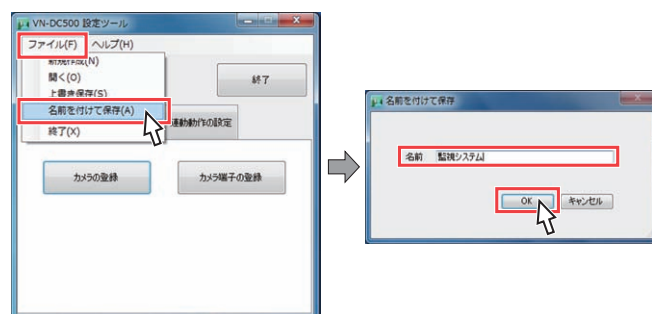 VN-DC500 設定ツール
ファイル(F) ヘルプ(H)
新規作成(N)
開く(O)
上書き保存(S)
名前を付けて保存(A)
終了(X)
終了
連動動作の設定
カメラの登録
カメラ端子の登録
名前を付けて保存
名前 監視システム
OK キャンセル